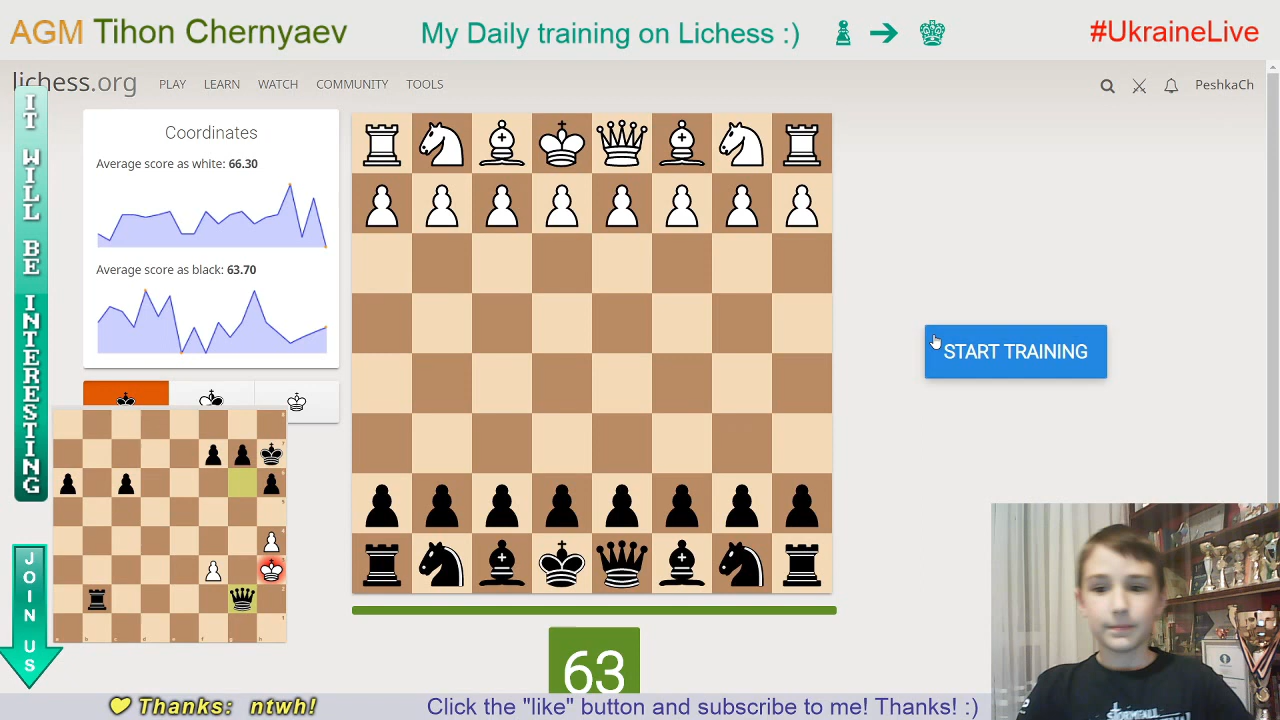 AGM Tihon Chernyaev
My Daily training on Lichess :)
#UkraineLive
lichess.org
PLAY LEARN WATCH COMMUNITY TOOLS
PeshkaCh
IT WILL BE INTERESTING
JOIN US
Coordinates
Average score as white: 66.30
Average score as black: 63.70
START TRAINING
63
Thanks: ntwh!
Click the "like" button and subscribe to me! Thanks! :)